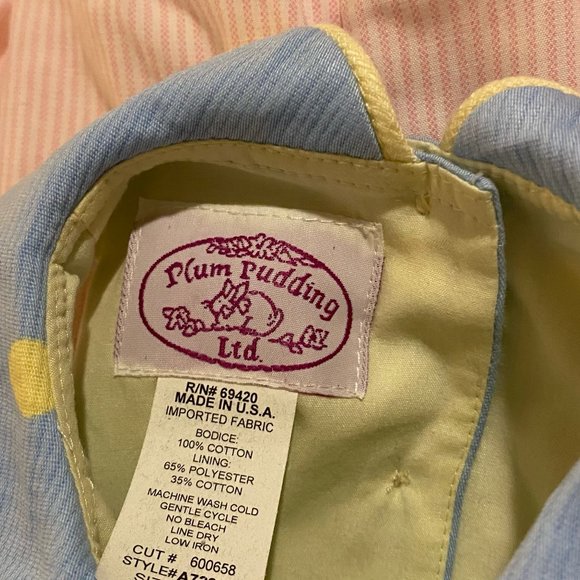 Plum Pudding
Ltd.
R/N# 69420
MADE IN U.S.A.
IMPORTED FABRIC
BODICE:
100% COTTON
LINING:
65% POLYESTER
35% COTTON
MACHINE WASH COLD
GENTLE CYCLE
NO BLEACH
LINE DRY
LOW IRON
CUT # 600658